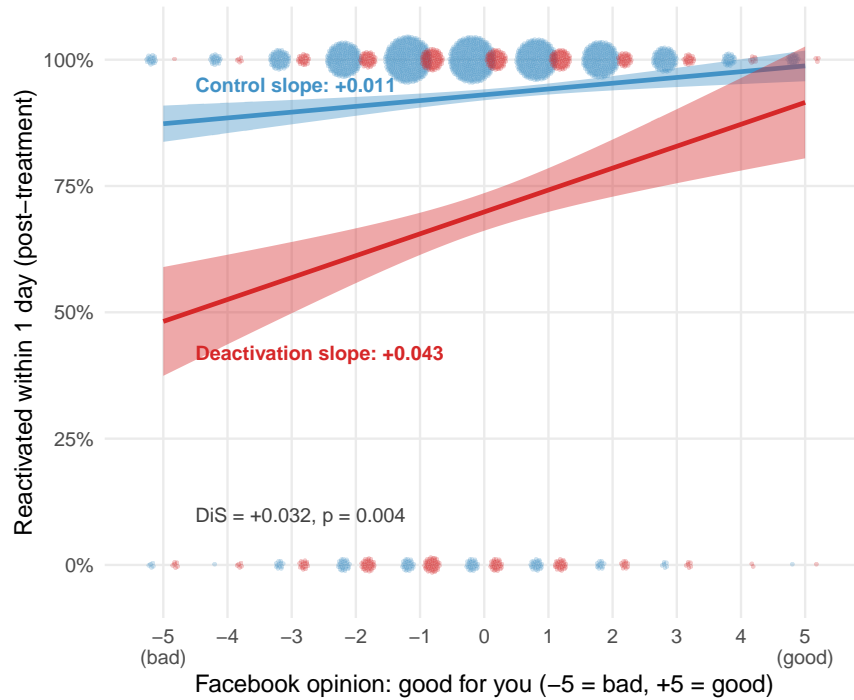 100%
75%
50%
25%
0%
Reactivated within 1 day (post−treatment)
Control slope: +0.011
Deactivation slope: +0.043
DiS = +0.032, p = 0.004
−5 −4 −3 −2 −1 0 1 2 3 4 5
(bad) (good)
Facebook opinion: good for you (−5 = bad, +5 = good)